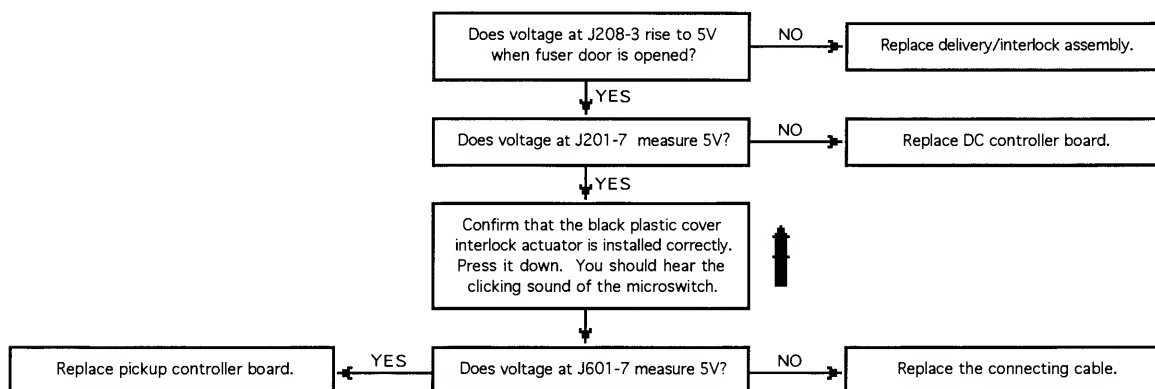 Does voltage at J208-3 rise to 5V
when fuser door is opened?
NO
Replace delivery/interlock assembly.
YES
Does voltage at J201-7 measure 5V?
NO
Replace DC controller board.
YES
Confirm that the black plastic cover
interlock actuator is installed correctly.
Press it down. You should hear the
clicking sound of the microswitch.
Replace pickup controller board.
YES
Does voltage at J601-7 measure 5V?
NO
Replace the connecting cable.